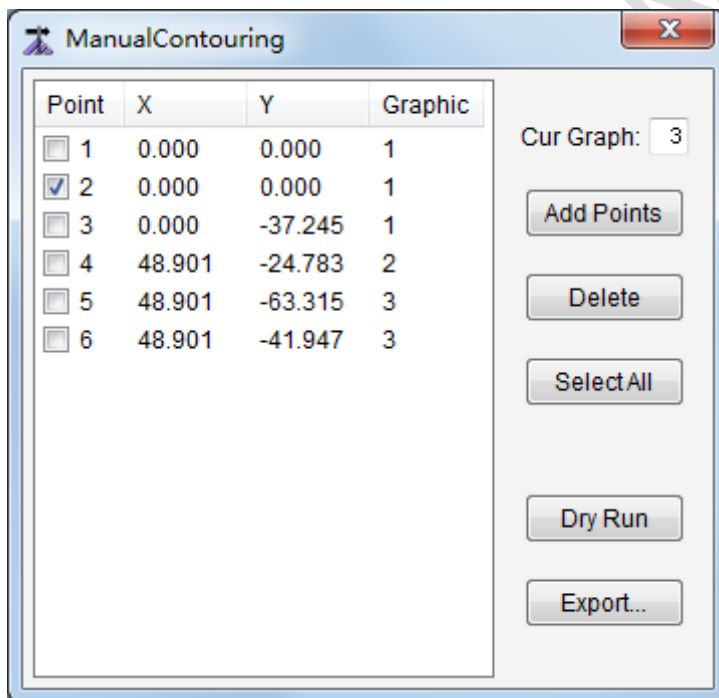 ManualContouring
Point X Y Graphic
1 0.000 0.000 1
2 0.000 0.000 1
3 0.000 -37.245 1
4 48.901 -24.783 2
5 48.901 -63.315 3
6 48.901 -41.947 3
Cur Graph: 3
Add Points
Delete
Select All
Dry Run
Export...